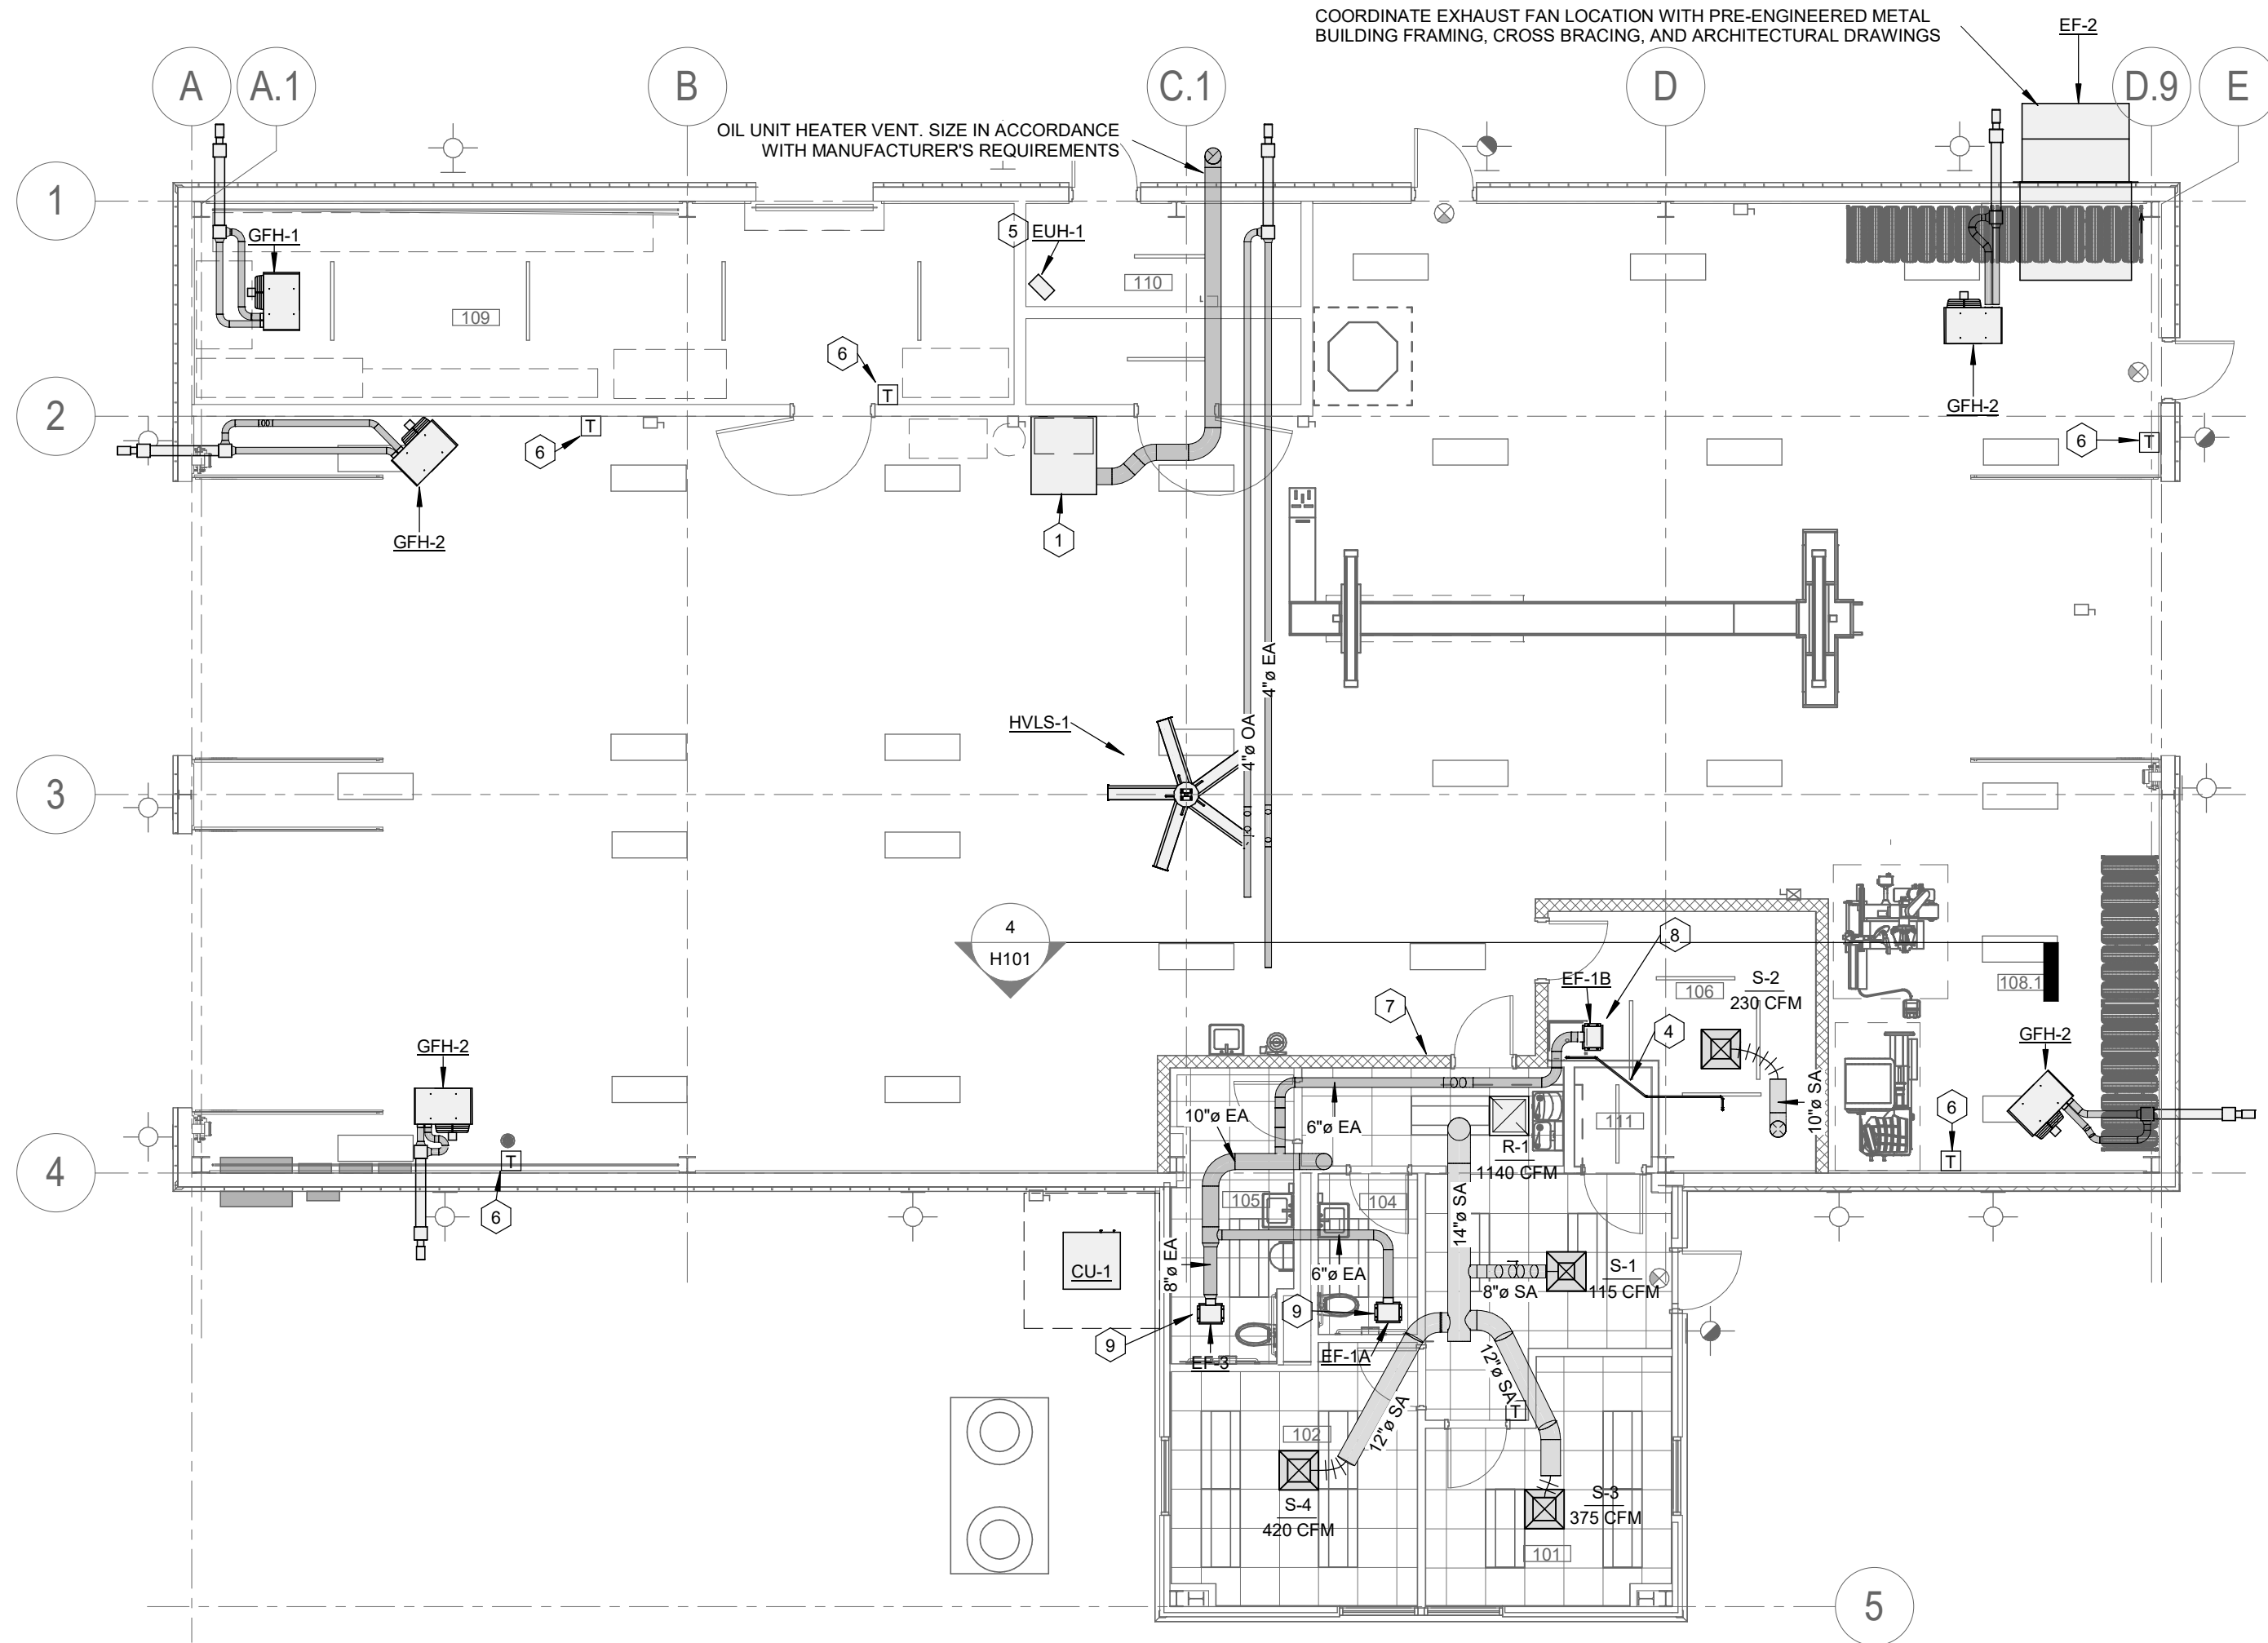 COORDINATE EXHAUST FAN LOCATION WITH PRE-ENGINEERED METAL
BUILDING FRAMING, CROSS BRACING, AND ARCHITECTURAL DRAWINGS
EF-2
A
A.1
B
C.1
D
D.9
E
OIL UNIT HEATER VENT. SIZE IN ACCORDANCE
WITH MANUFACTURER'S REQUIREMENTS
1
GFH-1
5
EUH-1
110
109
6
T
2
T
6
GFH-2
1
GFH-2
6
T
4"ø EA
4"ø OA
HVLS-1
3
4
H101
8
EF-1B
106
S-2
230 CFM
108.1
7
4
GFH-2
GFH-2
10"ø SA
6
T
10"ø EA
6"ø EA
111
R-1
1140 CFM
4
T
6
105
104
14"ø SA
8"ø EA
CU-1
6"ø EA
S-1
115 CFM
8"ø SA
9
9
EF-3
EF-1A
12"ø SA
12"ø SA
T
102
S-4
420 CFM
S-3
375 CFM
101
5